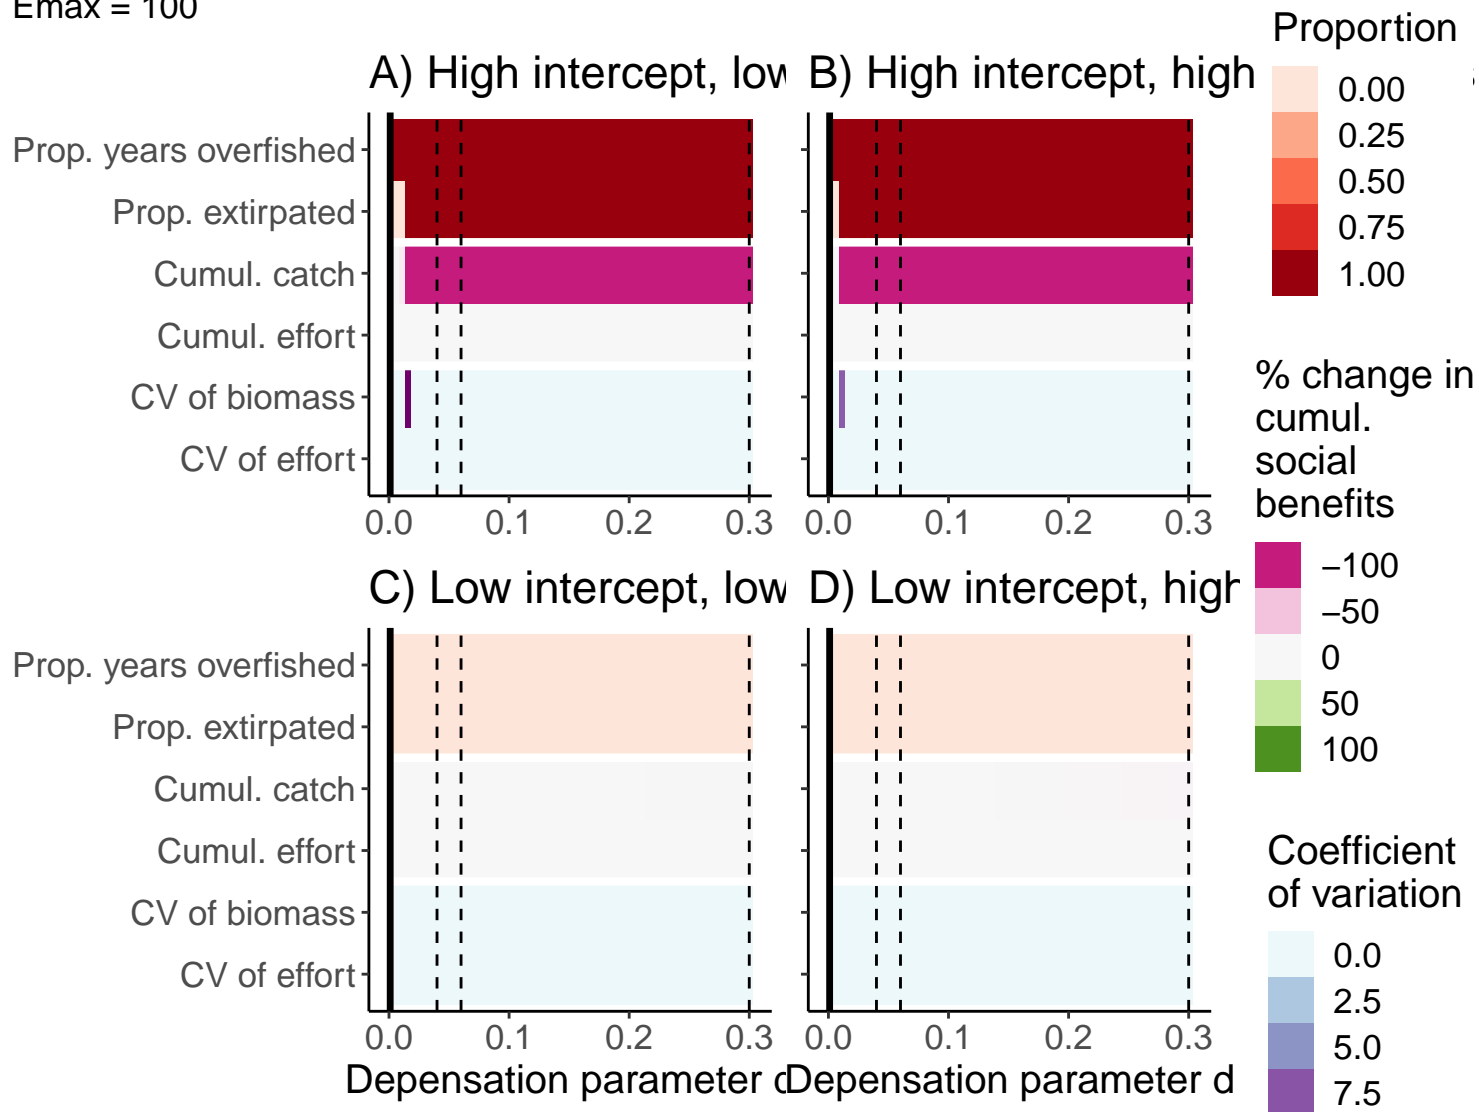 Emax = 100
A) High intercept, low
B) High intercept, high
Prop. years overfished
Prop. extirpated
Cumul. catch
Cumul. effort
CV of biomass
CV of effort
0.0 0.1 0.2 0.3
0.0 0.1 0.2 0.3
C) Low intercept, low
D) Low intercept, high
Prop. years overfished
Prop. extirpated
Cumul. catch
Cumul. effort
CV of biomass
CV of effort
0.0 0.1 0.2 0.3
0.0 0.1 0.2 0.3
Depensation parameter d
Depensation parameter d
Proportion
0.00
0.25
0.50
0.75
1.00
% change in
cumul.
social
benefits
−100
−50
0
50
100
Coefficient
of variation
0.0
2.5
5.0
7.5